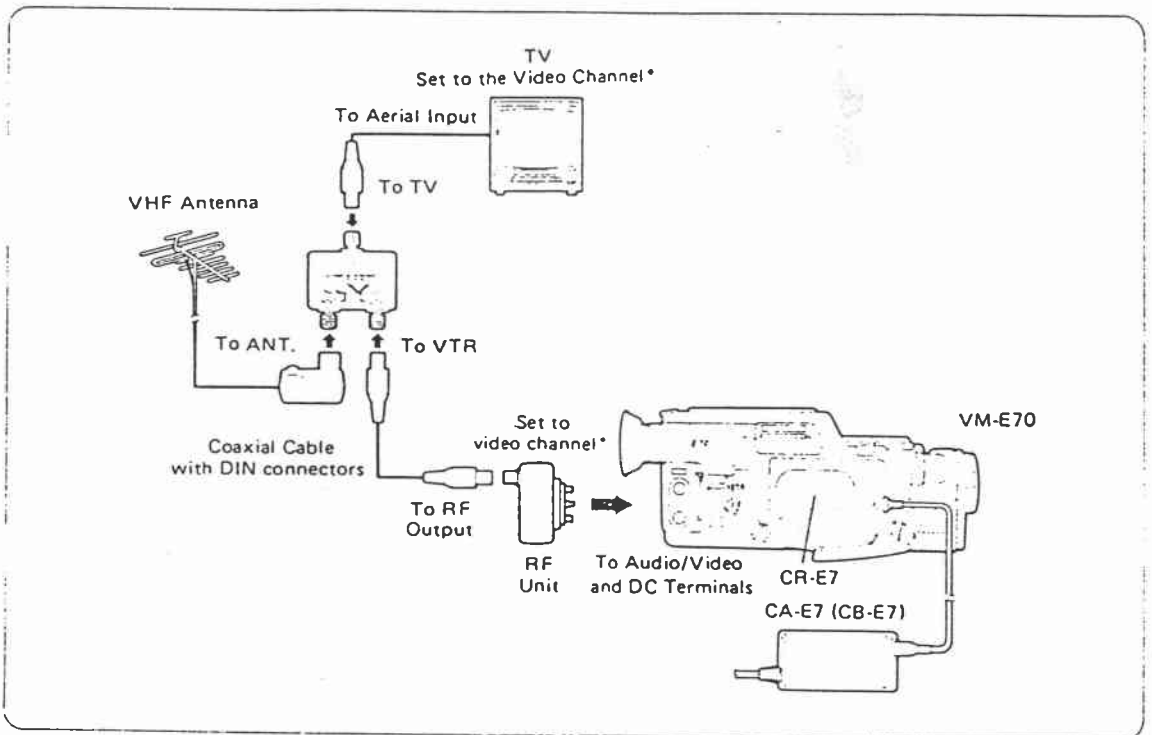 TV
Set to the Video Channel*
To Aerial Input
To TV
VHF Antenna
To ANT.
To VTR
Coaxial Cable
with DIN connectors
Set to
video channel*
VM-E70
To RF
Output
RF
Unit
To Audio/Video
and DC Terminals
CR-E7
CA-E7 (CB-E7)